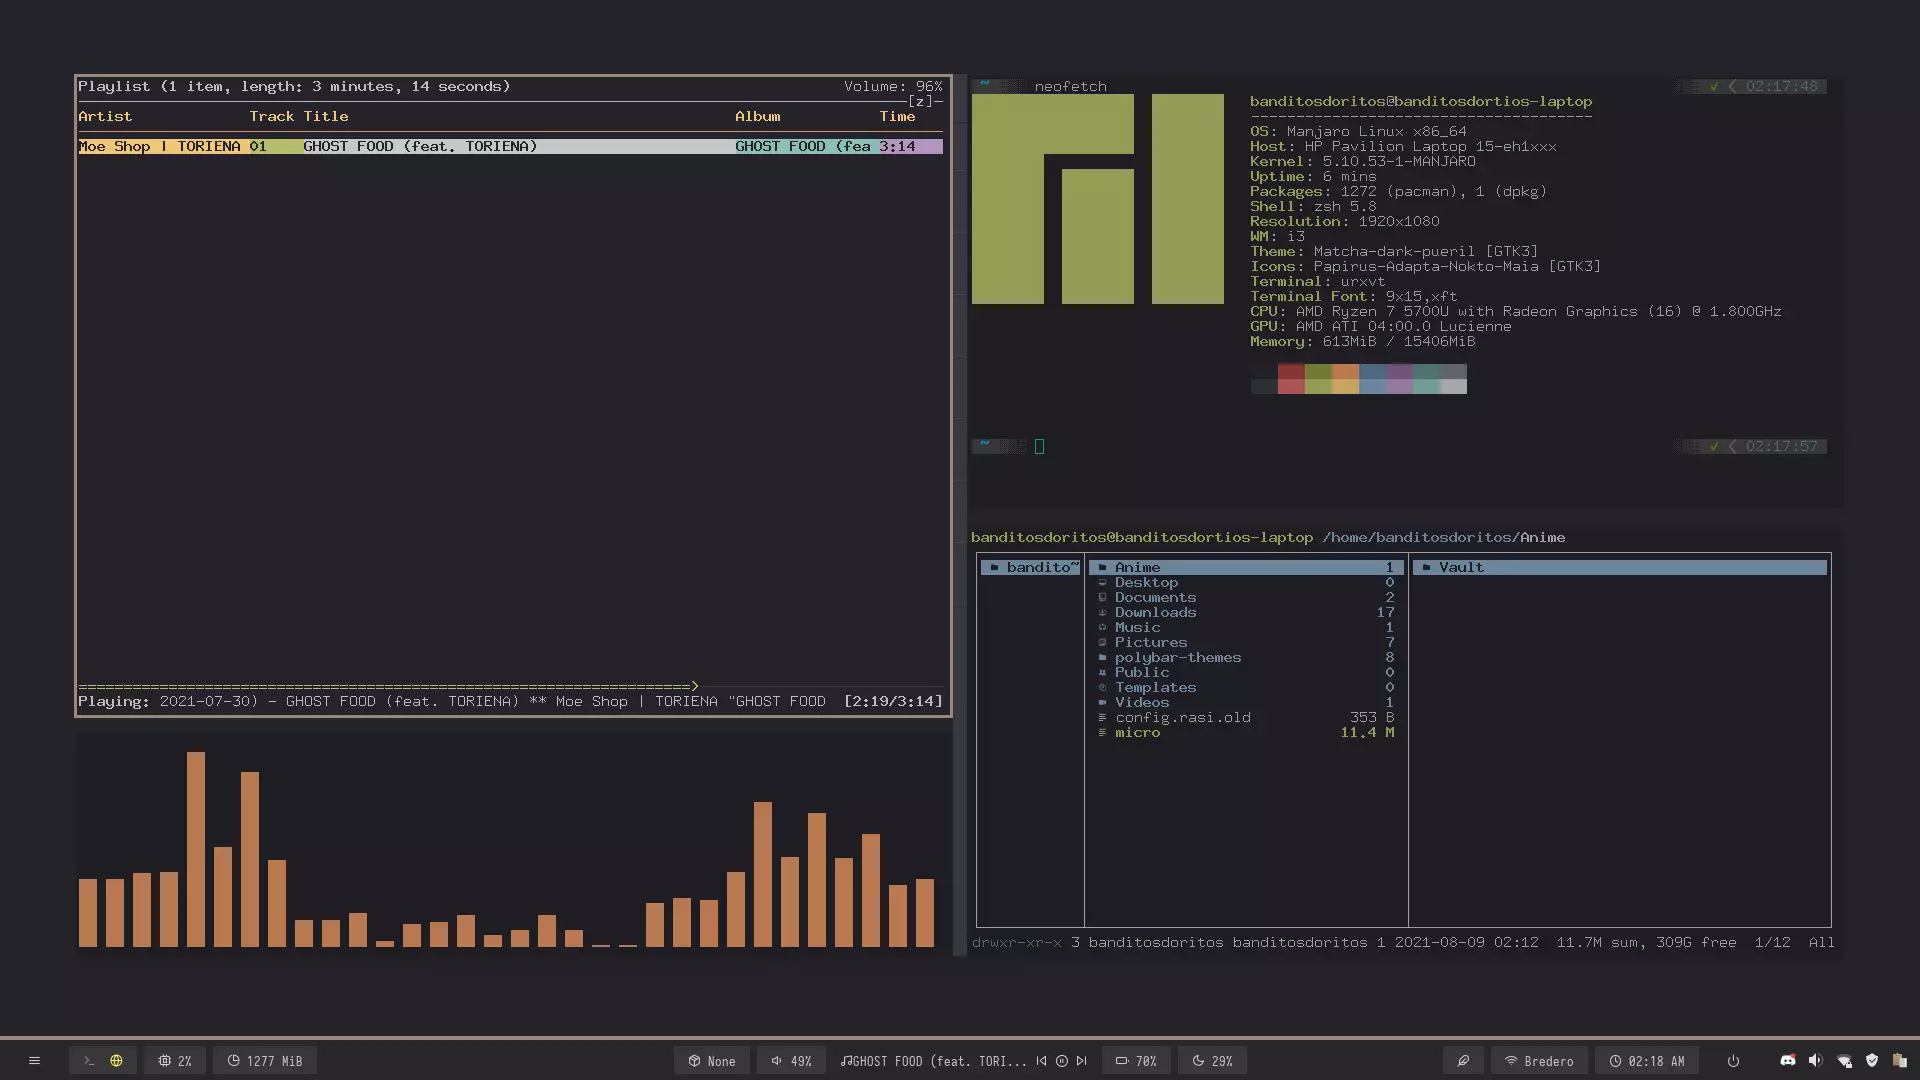 Playlist (1 item, length: 3 minutes, 14 seconds) Volume: 96%
[z]
Artist Track Title Album Time
Moe Shop | TORIENA 01 GHOST FOOD (feat. TORIENA) GHOST FOOD (fea 3:14
Playing: 2021-07-30) - GHOST FOOD (feat. TORIENA) ** Moe Shop | TORIENA "GHOST FOOD [2:19/3:14]
~ neofetch ✓ < 02:17:48
banditosdoritos@banditosdortios-laptop
--------------------------------------
OS: Manjaro Linux x86_64
Host: HP Pavilion Laptop 15-eh1xxx
Kernel: 5.10.53-1-MANJARO
Uptime: 6 mins
Packages: 1272 (pacman), 1 (dpkg)
Shell: zsh 5.8
Resolution: 1920x1080
WM: i3
Theme: Matcha-dark-pueril [GTK3]
Icons: Papirus-Adapta-Nokto-Maia [GTK3]
Terminal: urxvt
Terminal Font: 9x15,xft
CPU: AMD Ryzen 7 5700U with Radeon Graphics (16) @ 1.800GHz
GPU: AMD ATI 04:00.0 Lucienne
Memory: 613MiB / 15406MiB
~ ✓ < 02:17:57
banditosdoritos@banditosdortios-laptop /home/banditosdoritos/Anime
bandito~ Anime 1 Vault
Desktop 0
Documents 2
Downloads 17
Music 1
Pictures 7
polybar-themes 8
Public 0
Templates 0
Videos 1
config.rasi.old 353 B
micro 11.4 M
drwxr-xr-x 3 banditosdoritos banditosdoritos 1 2021-08-09 02:12 11.7M sum, 309G free 1/12 All
2% 1277 MiB None 49% GHOST FOOD (feat. TORI... 70% 29% Bredero 02:18 AM